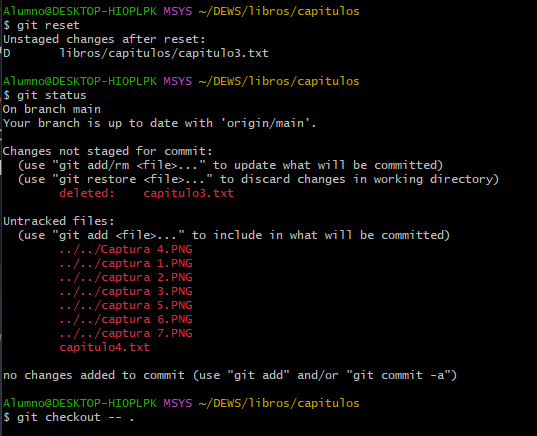 Alumno@DESKTOP-HIOPLPK MSYS ~/DEWS/libros/capitulos
$ git reset
Unstaged changes after reset:
D       libros/capitulos/capitulo3.txt
Alumno@DESKTOP-HIOPLPK MSYS ~/DEWS/libros/capitulos
$ git status
On branch main
Your branch is up to date with 'origin/main'.
Changes not staged for commit:
  (use "git add/rm <file>..." to update what will be committed)
  (use "git restore <file>..." to discard changes in working directory)
        deleted:    capitulo3.txt
Untracked files:
  (use "git add <file>..." to include in what will be committed)
        ../../Captura 4.PNG
        ../../captura 1.PNG
        ../../captura 2.PNG
        ../../captura 3.PNG
        ../../captura 5.PNG
        ../../captura 6.PNG
        ../../captura 7.PNG
        capitulo4.txt
no changes added to commit (use "git add" and/or "git commit -a")
Alumno@DESKTOP-HIOPLPK MSYS ~/DEWS/libros/capitulos
$ git checkout -- .